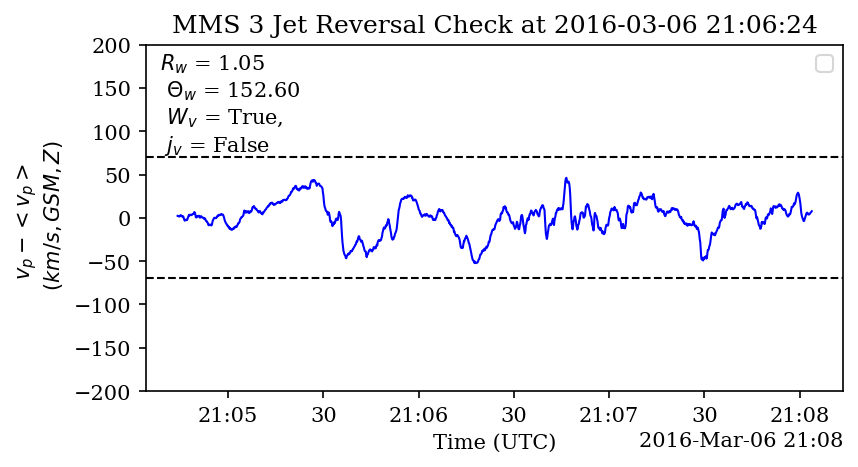 MMS 3 Jet Reversal Check at 2016-03-06 21:06:24
R_w = 1.05
Θ_w = 152.60
W_v = True,
j_v = False
200
150
100
50
0
−50
−100
−150
−200
v_p − <v_p>
(km/s, GSM, Z)
21:05 30 21:06 30 21:07 30 21:08
Time (UTC) 2016-Mar-06 21:08